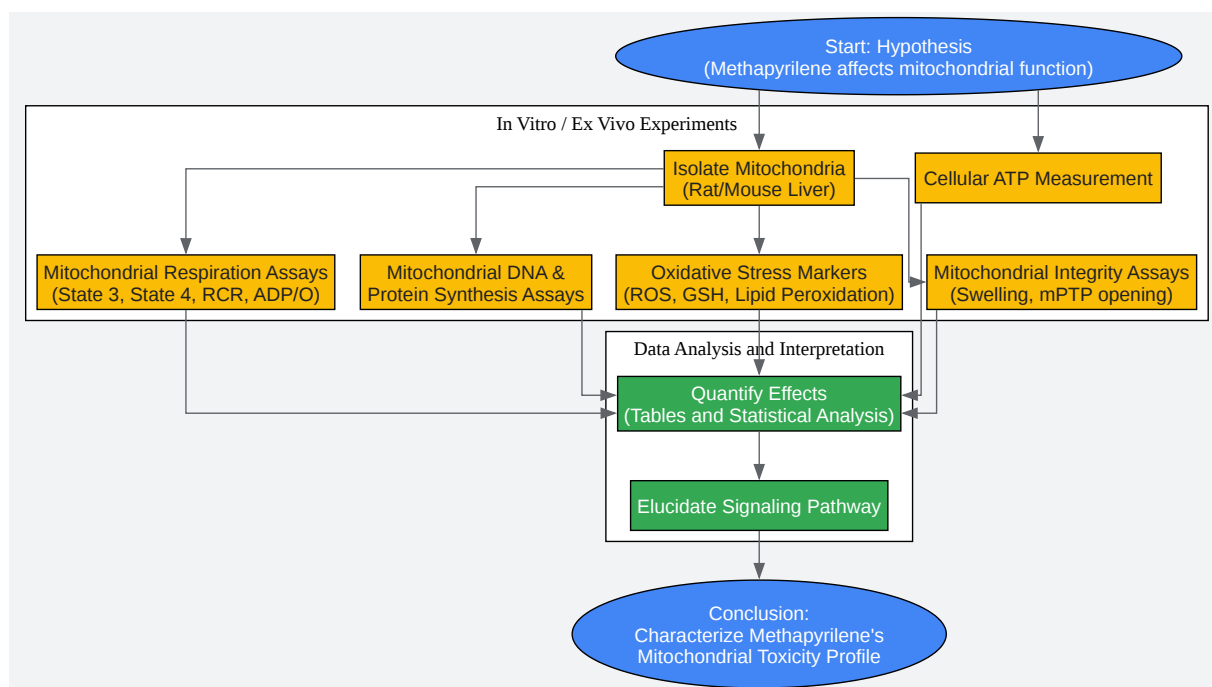 Start: Hypothesis
(Methapyrilene affects mitochondrial function)
In Vitro / Ex Vivo Experiments
Isolate Mitochondria
(Rat/Mouse Liver)
Cellular ATP Measurement
Mitochondrial Respiration Assays
(State 3, State 4, RCR, ADP/O)
Mitochondrial DNA &
Protein Synthesis Assays
Oxidative Stress Markers
(ROS, GSH, Lipid Peroxidation)
Mitochondrial Integrity Assays
(Swelling, mPTP opening)
Data Analysis and Interpretation
Quantify Effects
(Tables and Statistical Analysis)
Elucidate Signaling Pathway
Conclusion:
Characterize Methapyrilene's
Mitochondrial Toxicity Profile